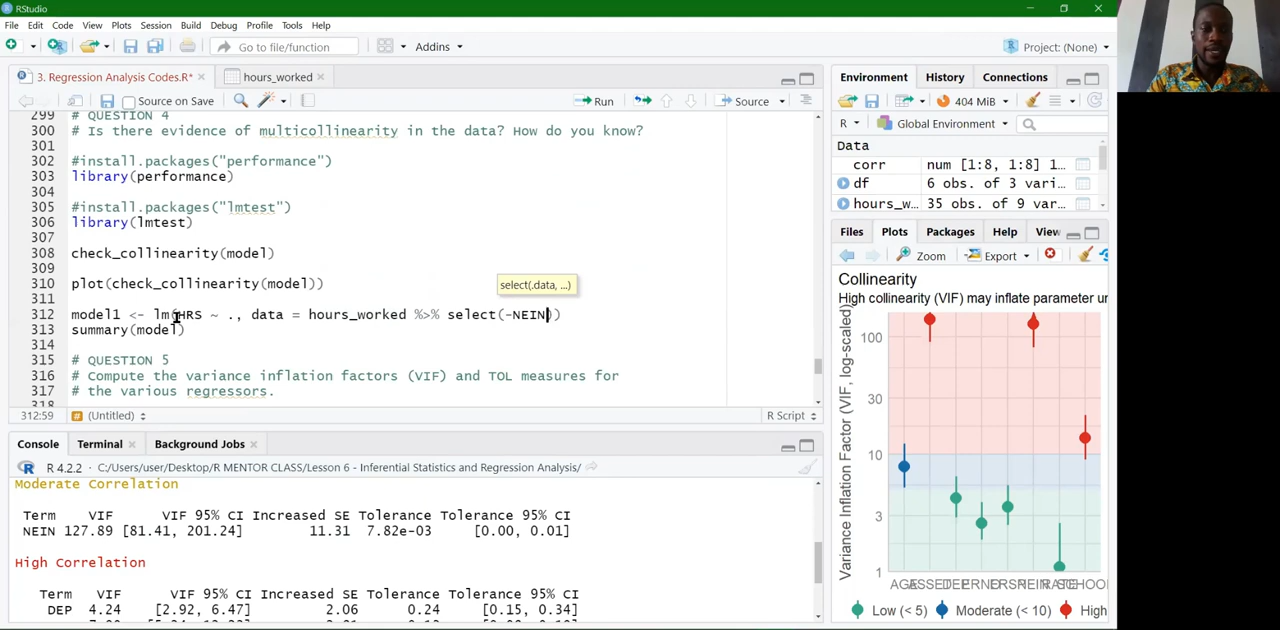 RStudio
File Edit Code View Plots Session Build Debug Profile Tools Help
Go to file/function
Addins
Project: (None)
3. Regression Analysis Codes.R*
hours_worked
Source on Save
Run
Source
299 # QUESTION 4
300 # Is there evidence of multicollinearity in the data? How do you know?
301
302 #install.packages("performance")
303 library(performance)
304
305 #install.packages("lmtest")
306 library(lmtest)
307
308 check_collinearity(model)
309
310 plot(check_collinearity(model))
311
select(.data, ...)
312 model1 <- lm(HRS ~ ., data = hours_worked %>% select(-NEIN))
313 summary(model)
314
315 # QUESTION 5
316 # Compute the variance inflation factors (VIF) and TOL measures for
317 # the various regressors.
318
312:59 (Untitled) R Script
Console Terminal Background Jobs
R 4.2.2 · C:/Users/user/Desktop/R MENTOR CLASS/Lesson 6 - Inferential Statistics and Regression Analysis/
Moderate Correlation
Term VIF VIF 95% CI Increased SE Tolerance Tolerance 95% CI
NEIN 127.89 [81.41, 201.24] 11.31 7.82e-03 [0.00, 0.01]
High Correlation
Term VIF VIF 95% CI Increased SE Tolerance Tolerance 95% CI
DEP 4.24 [2.92, 6.47] 2.06 0.24 [0.15, 0.34]
Environment History Connections
404 MiB
R Global Environment
Data
corr num [1:8, 1:8] 1…
df 6 obs. of 3 vari…
hours_w… 35 obs. of 9 var…
Files Plots Packages Help View
Zoom Export
Collinearity
High collinearity (VIF) may inflate parameter un
Variance Inflation Factor (VIF, log-scaled)
100
30
10
3
1
Low (< 5) Moderate (< 10) High